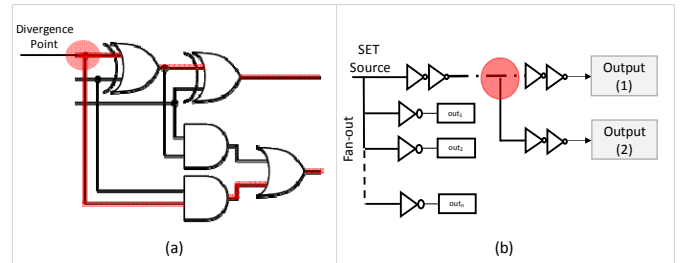 Divergence
Point
(a)
SET
Source
Fan-out
Output
(1)
out₁
out₂
Output
(2)
outₙ
(b)